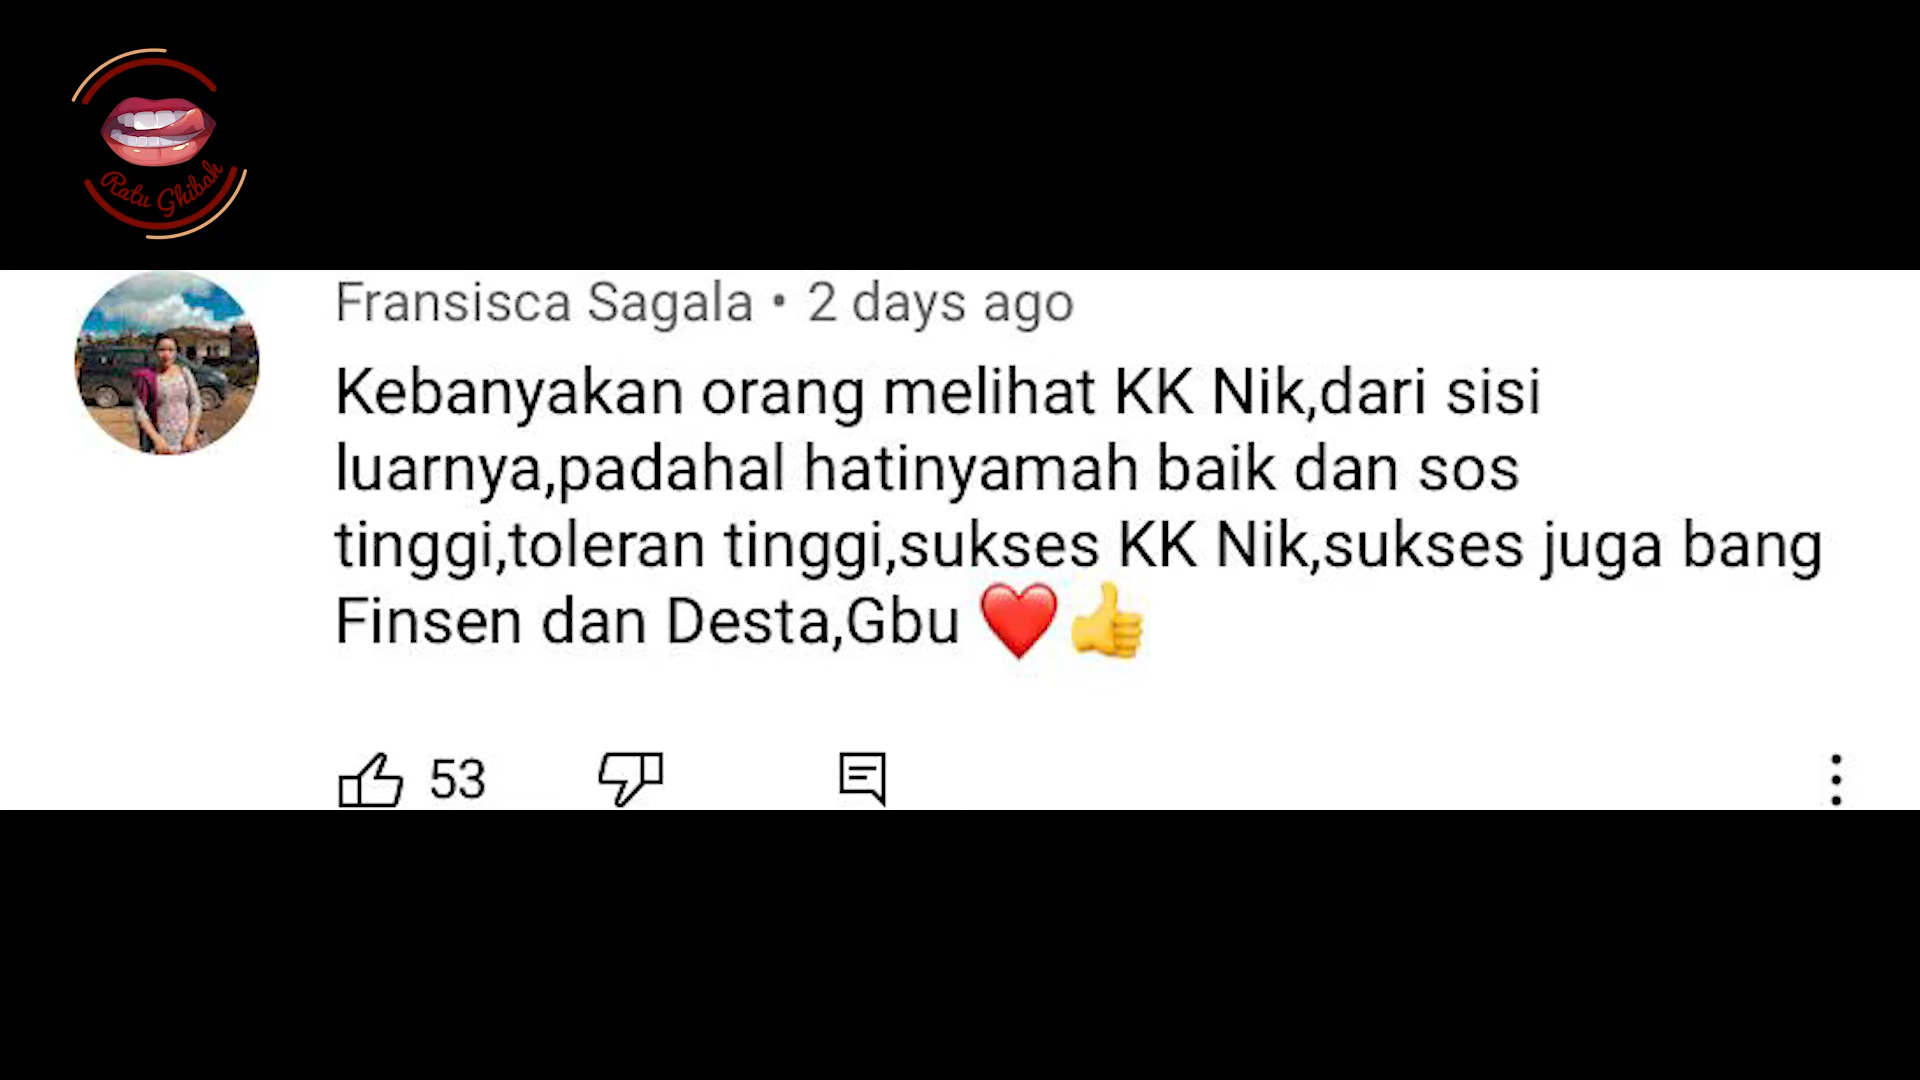 Ratu Ghibah
Fransisca Sagala • 2 days ago
Kebanyakan orang melihat KK Nik,dari sisi
luarnya,padahal hatinyamah baik dan sos
tinggi,toleran tinggi,sukses KK Nik,sukses juga bang
Finsen dan Desta,Gbu ❤️👍
53